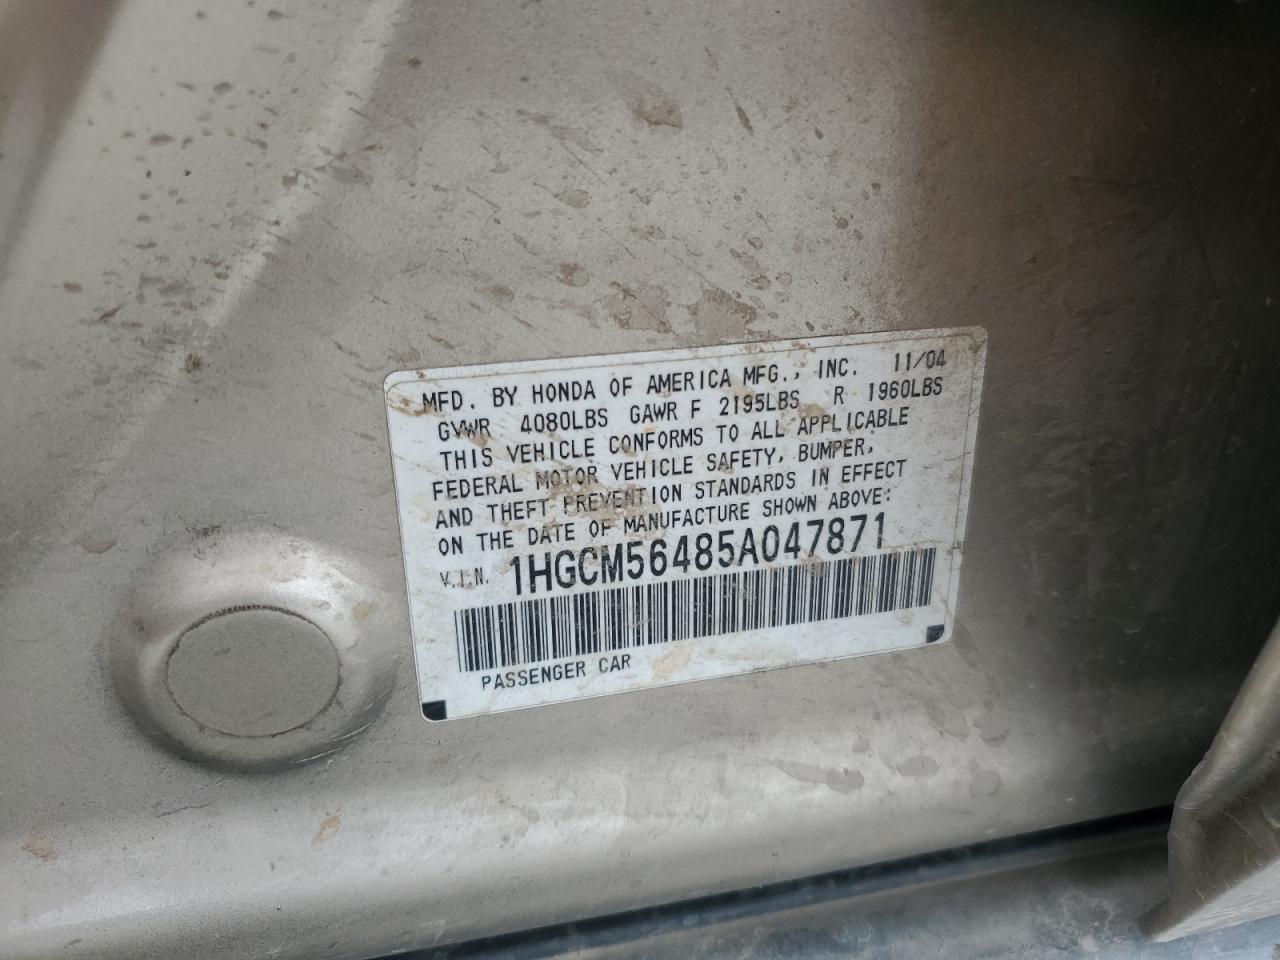 MFD. BY HONDA OF AMERICA MFG., INC. 11/04
GVWR 4080LBS GAWR F 2195LBS R 1960LBS
THIS VEHICLE CONFORMS TO ALL APPLICABLE
FEDERAL MOTOR VEHICLE SAFETY, BUMPER,
AND THEFT PREVENTION STANDARDS IN EFFECT
ON THE DATE OF MANUFACTURE SHOWN ABOVE:
V.I.N. 1HGCM56485A047871
PASSENGER CAR